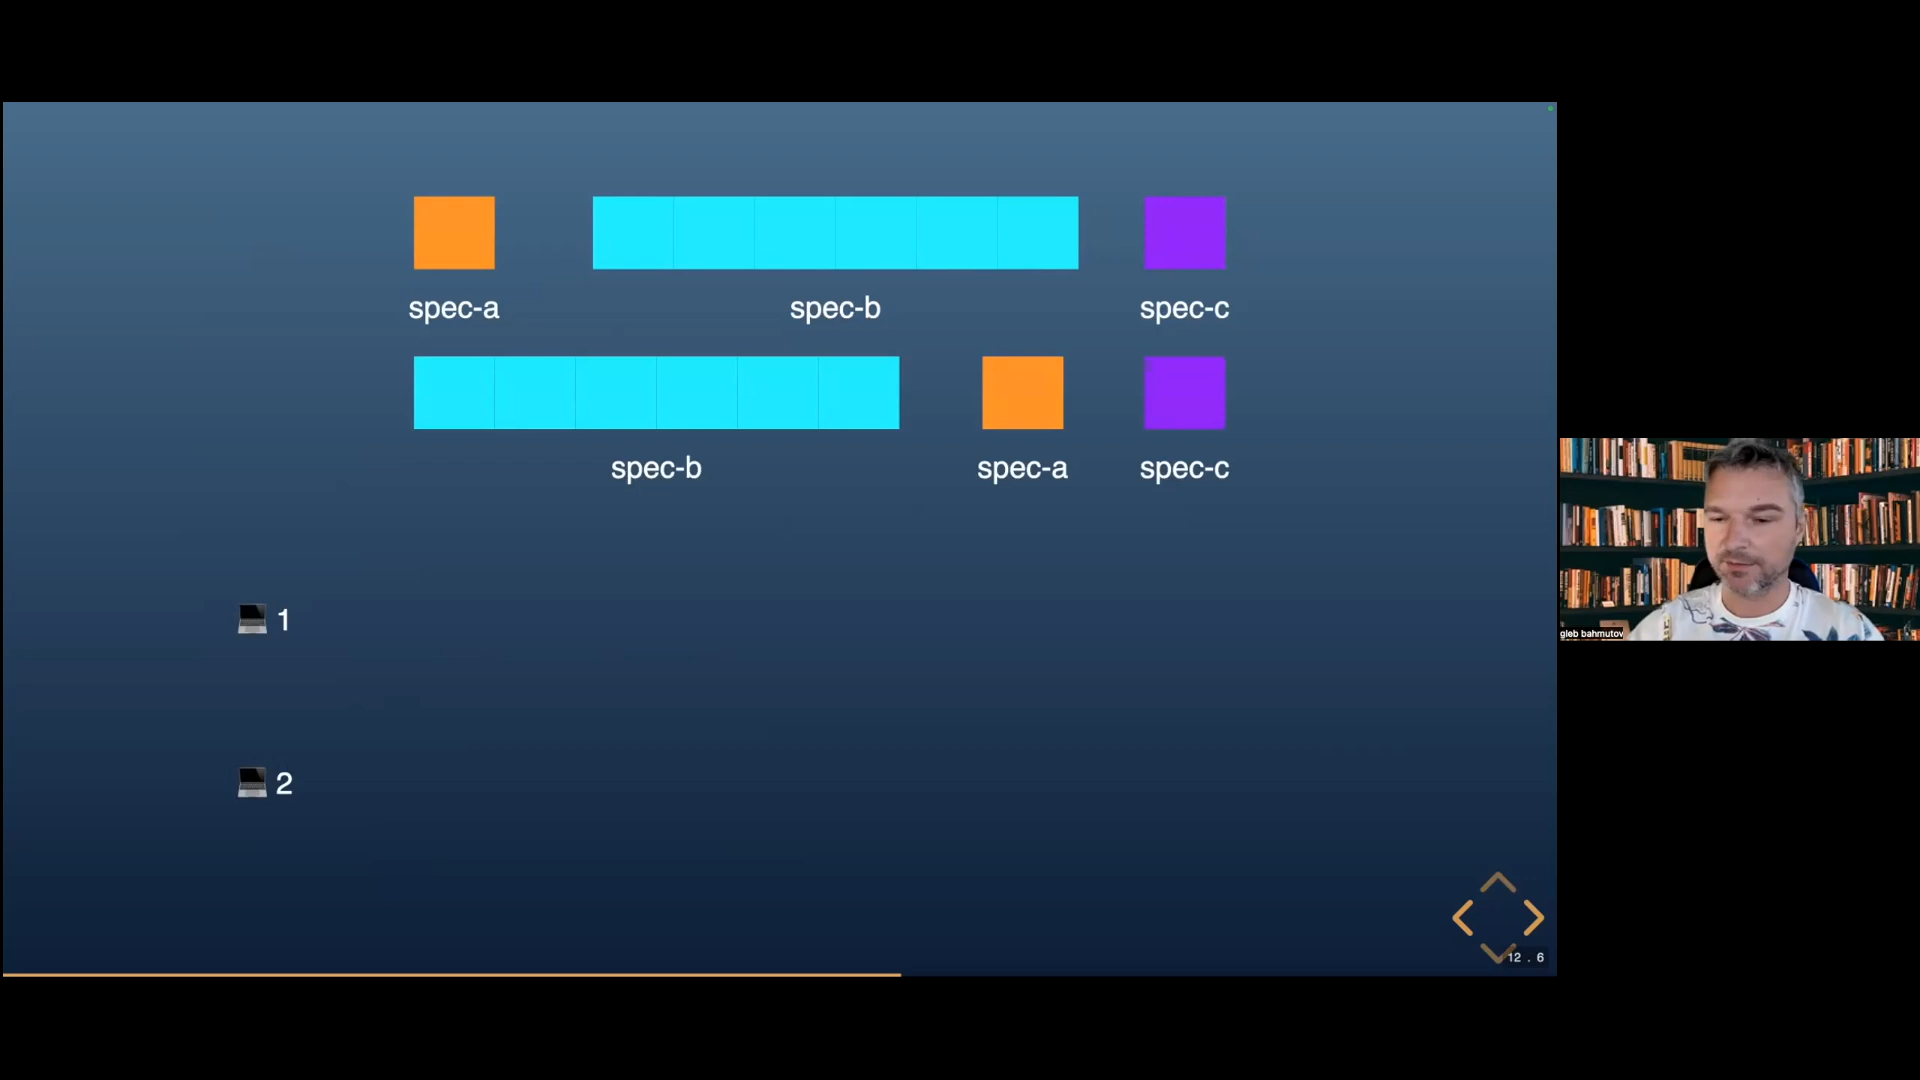 spec-a spec-b spec-c
spec-b spec-a spec-c
1
2
gleb bahmutov
12 . 6